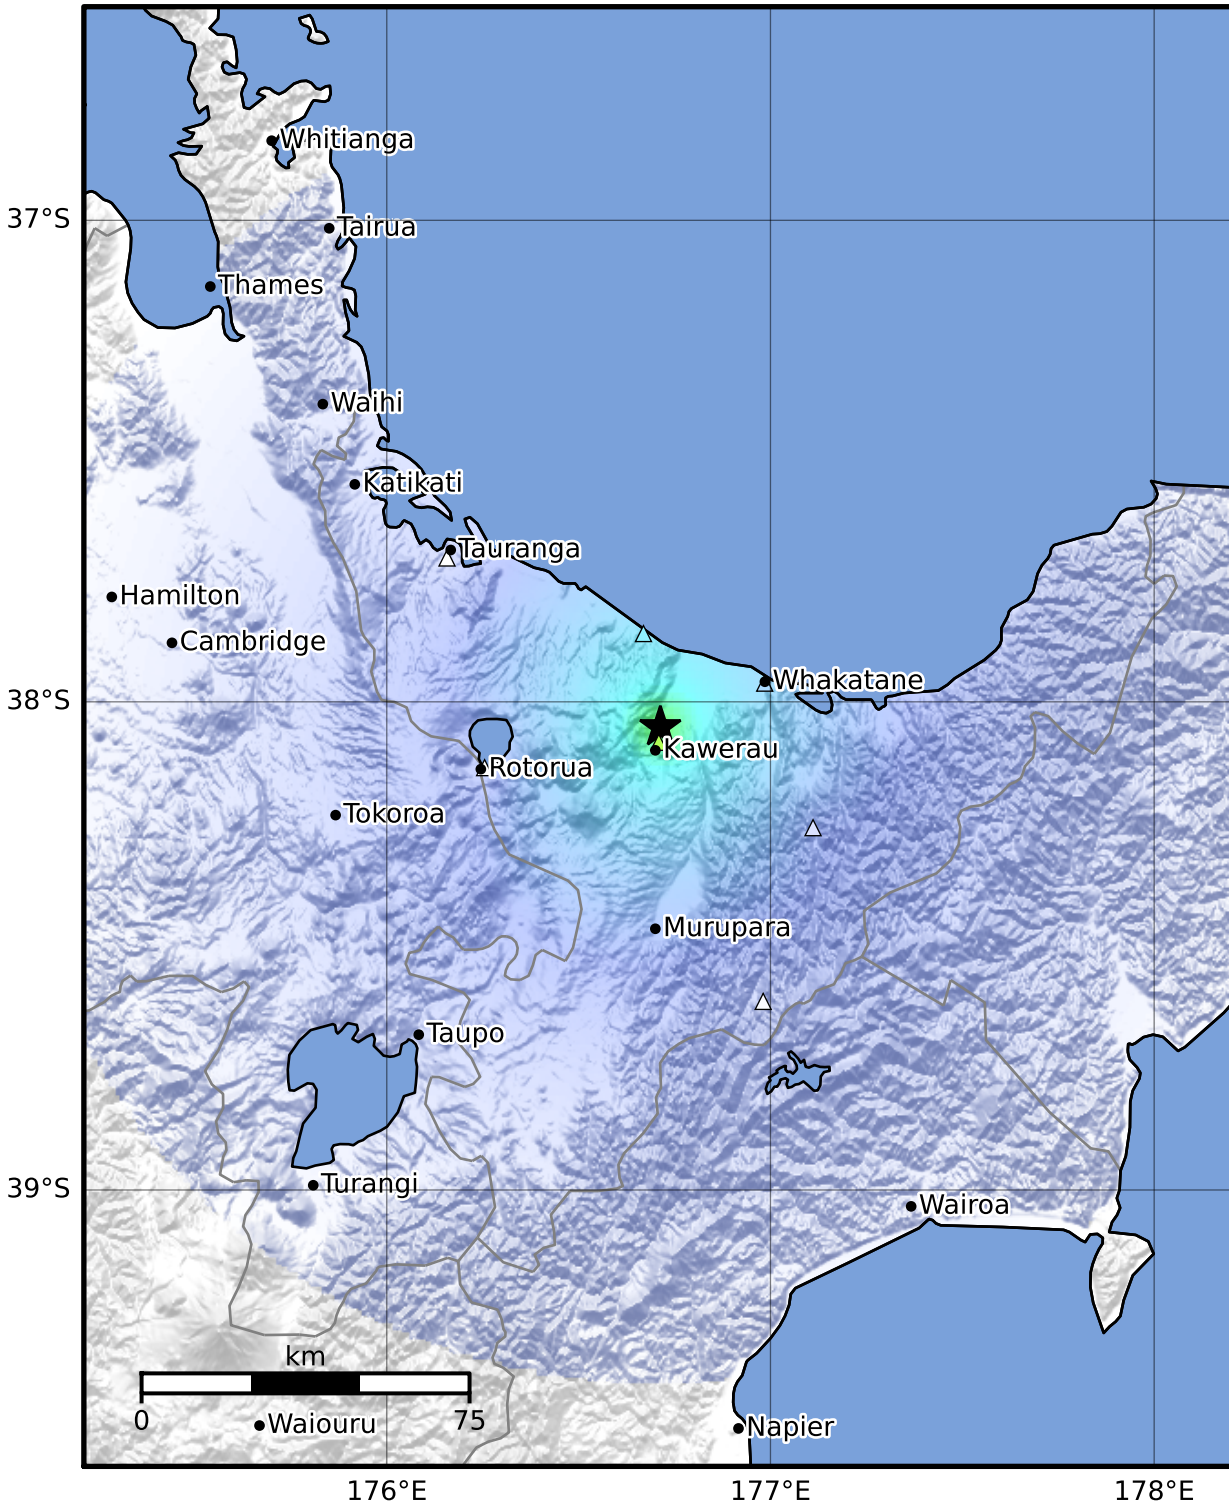 Whitianga
37°S
Tairua
Thames
Waihi
Katikati
Tauranga
Hamilton
Cambridge
Whakatane
38°S
Kawerau
Rotorua
Tokoroa
Murupara
Taupo
Turangi
39°S
Wairoa
km
0
75
Waiouru
Napier
176°E
177°E
178°E